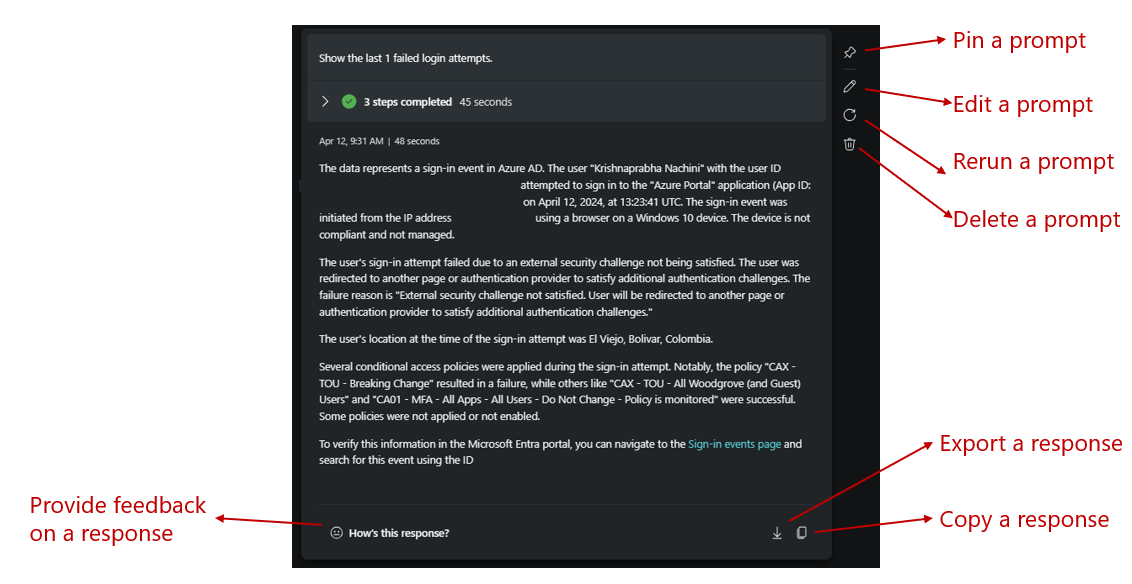 Show the last 1 failed login attempts.
3 steps completed 45 seconds
Apr 12, 9:31 AM | 48 seconds
The data represents a sign-in event in Azure AD. The user "Krishnaprabha Nachini" with the user ID
attempted to sign in to the "Azure Portal" application (App ID:
on April 12, 2024, at 13:23:41 UTC. The sign-in event was
initiated from the IP address using a browser on a Windows 10 device. The device is not
compliant and not managed.
The user's sign-in attempt failed due to an external security challenge not being satisfied. The user was
redirected to another page or authentication provider to satisfy additional authentication challenges. The
failure reason is "External security challenge not satisfied. User will be redirected to another page or
authentication provider to satisfy additional authentication challenges."
The user's location at the time of the sign-in attempt was El Viejo, Bolivar, Colombia.
Several conditional access policies were applied during the sign-in attempt. Notably, the policy "CAX -
TOU - Breaking Change" resulted in a failure, while others like "CAX - TOU - All Woodgrove (and Guest)
Users" and "CA01 - MFA - All Apps - All Users - Do Not Change - Policy is monitored" were successful.
Some policies were not applied or not enabled.
To verify this information in the Microsoft Entra portal, you can navigate to the Sign-in events page and
search for this event using the ID
How's this response?
Pin a prompt
Edit a prompt
Rerun a prompt
Delete a prompt
Export a response
Copy a response
Provide feedback
on a response